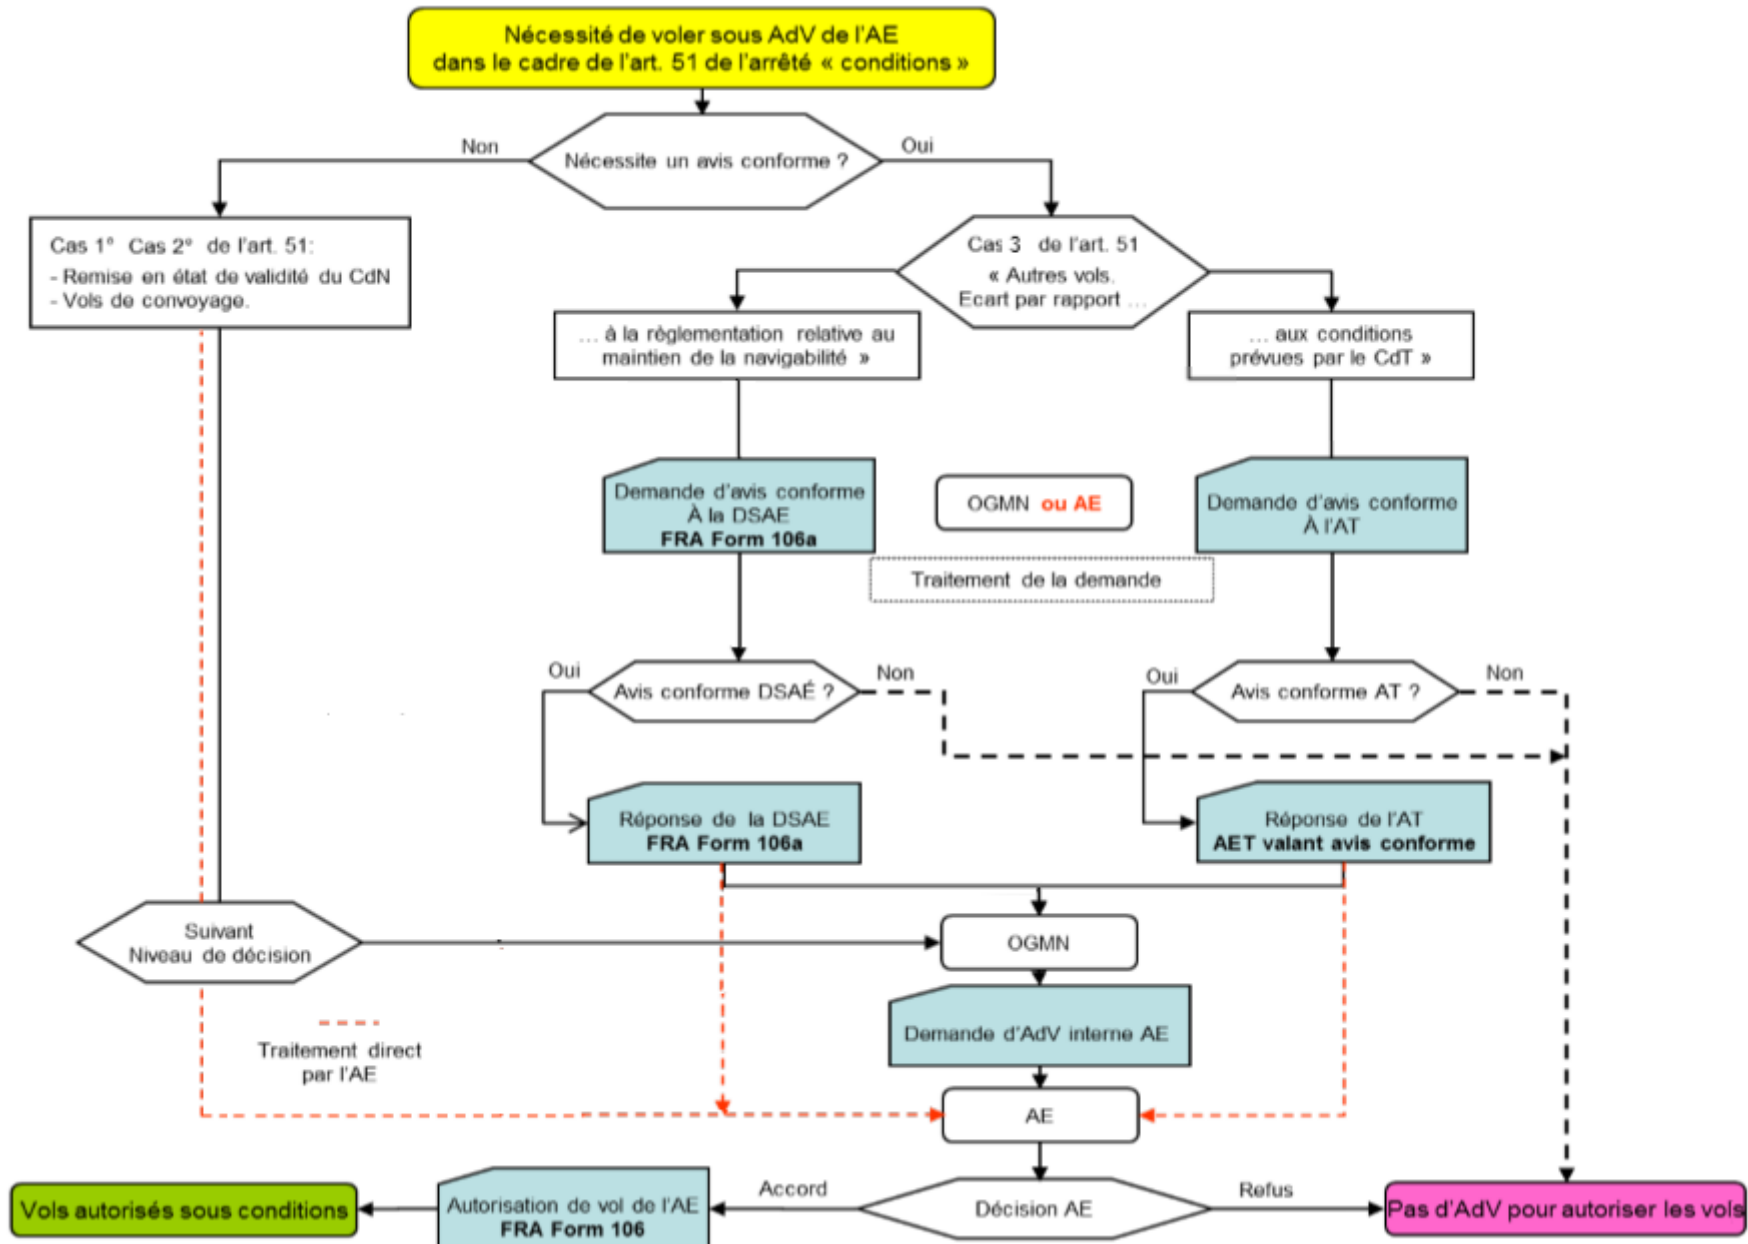 Nécessité de voler sous AdV de l'AE
dans le cadre de l'art. 51 de l'arrêté « conditions »
Non
Nécessite un avis conforme ?
Oui
Cas 1° Cas 2° de l'art. 51:
- Remise en état de validité du CdN
- Vols de convoyage.
Cas 3 de l'art. 51
« Autres vols.
Ecart par rapport ...
... à la règlementation relative au
maintien de la navigabilité »
... aux conditions
prévues par le CdT »
Demande d'avis conforme
À la DSAE
FRA Form 106a
OGMN ou AE
Demande d'avis conforme
À l'AT
Traitement de la demande
Oui
Avis conforme DSAÉ ?
Non
Oui
Avis conforme AT ?
Non
Réponse de la DSAE
FRA Form 106a
Réponse de l'AT
AET valant avis conforme
Suivant
Niveau de décision
OGMN
Demande d'AdV interne AE
Traitement direct
par l'AE
AE
Vols autorisés sous conditions
Autorisation de vol de l'AE
FRA Form 106
Accord
Décision AE
Refus
Pas d'AdV pour autoriser les vols